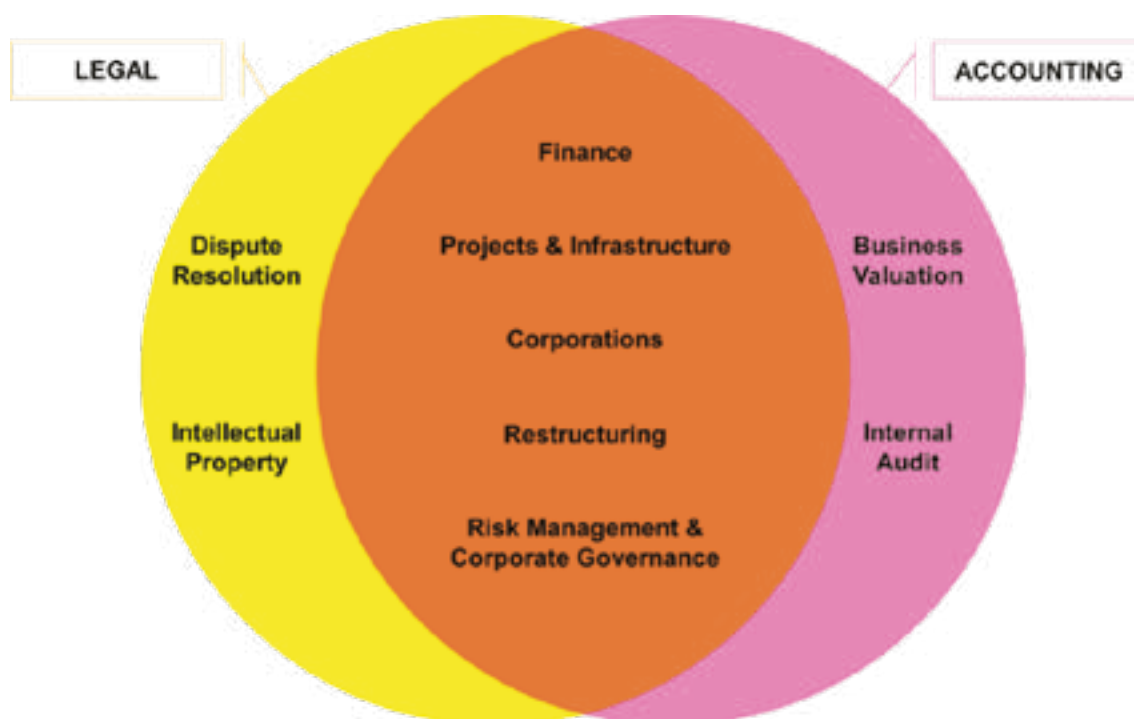 LEGAL
ACCOUNTING
Finance
Dispute
Resolution
Projects & Infrastructure
Business
Valuation
Corporations
Intellectual
Property
Restructuring
Internal
Audit
Risk Management &
Corporate Governance